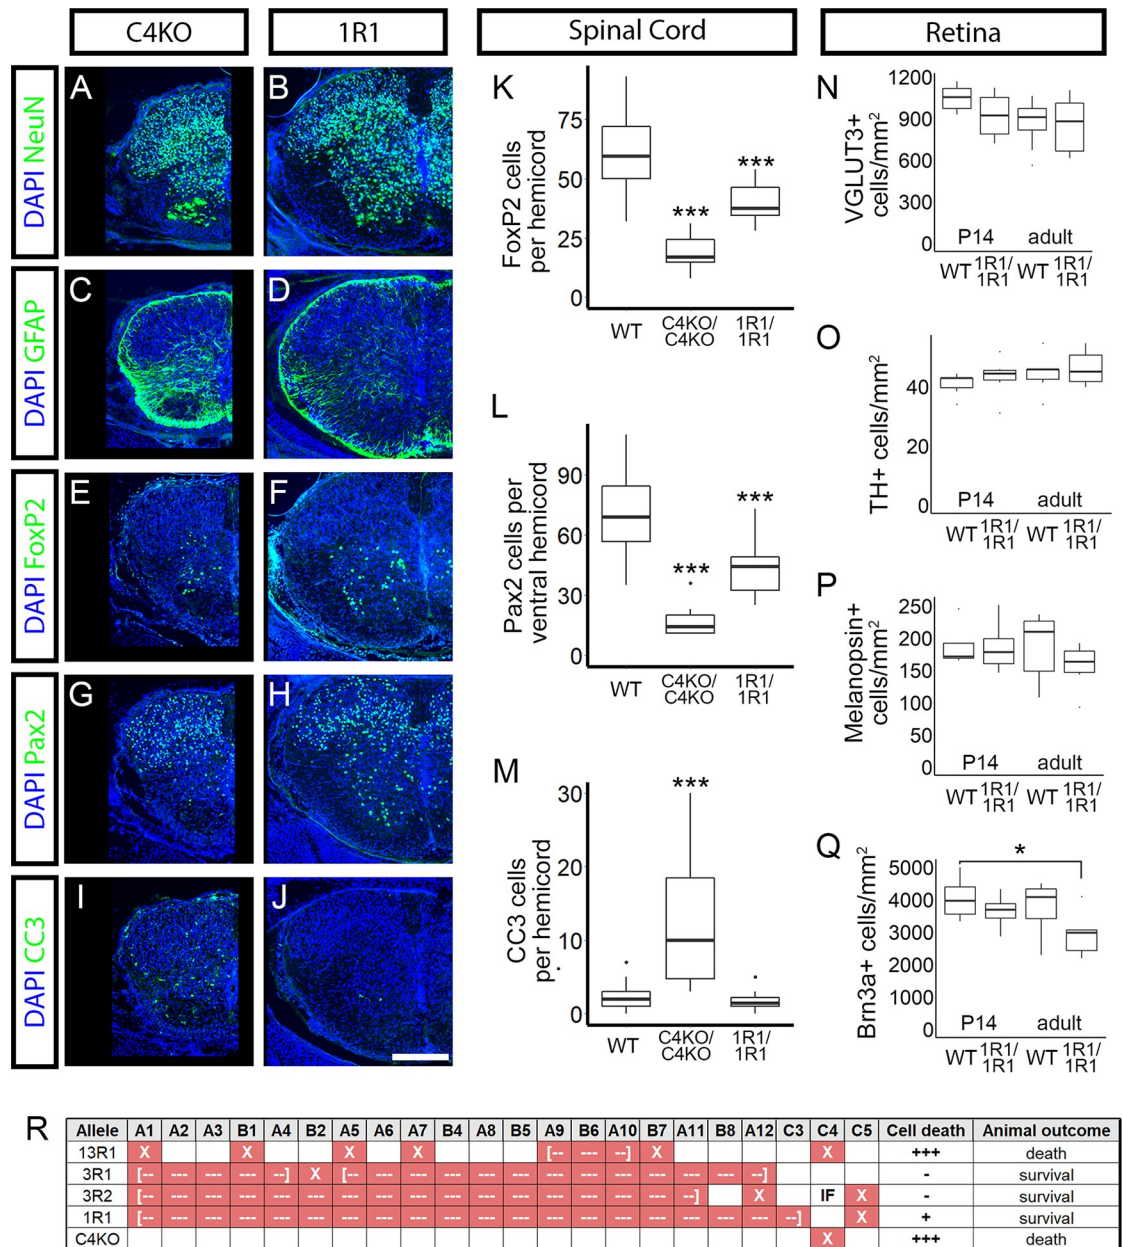 C4KO 1R1 Spinal Cord Retina
DAPI NeuN
A
B
DAPI GFAP
C
D
DAPI FoxP2
E
F
DAPI Pax2
G
H
DAPI CC3
I
J
K
FoxP2 cells
per hemicord
75
50
25
0
***
***
WT C4KO/ 1R1/
C4KO 1R1
L
Pax2 cells per
ventral hemicord
90
60
30
0
***
***
WT C4KO/ 1R1/
C4KO 1R1
M
CC3 cells
per hemicord
30
20
10
0
***
WT C4KO/ 1R1/
C4KO 1R1
N
VGLUT3+
cells/mm2
1200
900
600
300
0
P14 adult
WT 1R1/ WT 1R1/
1R1 1R1
O
TH+ cells/mm2
40
20
0
P14 adult
WT 1R1/ WT 1R1/
1R1 1R1
P
Melanopsin+
cells/mm2
250
200
150
100
50
0
P14 adult
WT 1R1/ WT 1R1/
1R1 1R1
Q
Brn3a+ cells/mm2
5000
4000
3000
2000
1000
0
*
P14 adult
WT 1R1/ WT 1R1/
1R1 1R1
R
Allele A1 A2 A3 B1 A4 B2 A5 A6 A7 B4 A8 B5 A9 B6 A10 B7 A11 B8 A12 C3 C4 C5 Cell death Animal outcome
13R1 X X X X [-- --- --] X X +++ death
3R1 [-- --- --- --- --] X [-- --- --- --- --- --- --- --- --- --- --- --- --] - survival
3R2 [-- --- --- --- --- --- --- --- --- --- --- --- --- --- --- --- --] X IF X - survival
1R1 [-- --- --- --- --- --- --- --- --- --- --- --- --- --- --- --- --- --- --- --] X + survival
C4KO X +++ death